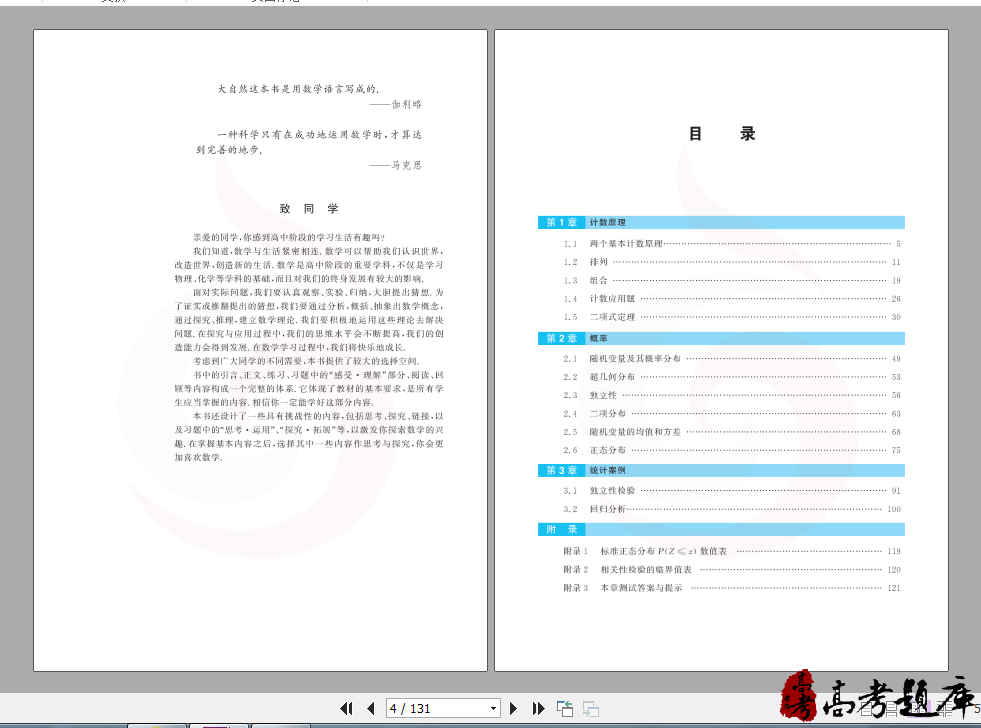 大自然这本书是用数学语言写成的.
——伽利略
一种科学只有在成功地运用数学时,才算达
到完善的地步.
——马克思
致 同 学
亲爱的同学,你感到高中阶段的学习生活有趣吗?
我们知道,数学与生活紧密相连.数学可以帮助我们认识世界,
改造世界,创造新的生活.数学是高中阶段的重要学科,不仅是学习
物理、化学等学科的基础,而且对我们的终身发展有较大的影响.
面对实际问题,我们要认真观察、实验、归纳,大胆提出猜想.为
了证实或推翻提出的猜想,我们要通过分析,概括、抽象出数学概念,
通过探究、推理,建立数学理论.我们要积极地运用这些理论去解决
问题.在探究与应用过程中,我们的思维水平会不断提高,我们的创
造能力会得到发展.在数学学习过程中,我们将快乐地成长.
考虑到广大同学的不同需要,本书提供了较大的选择空间.
书中的引言、正文、练习、习题中的“感受·理解”部分、阅读、回
顾等内容构成一个完整的体系.它体现了教材的基本要求,是所有学
生应当掌握的内容.相信你一定能学好这部分内容.
本书还设计了一些具有挑战性的内容,包括思考、探究、链接,以
及习题中的“思考·运用”、“探究·拓展”等,以激发你探索数学的兴
趣.在掌握基本内容之后,选择其中一些内容作思考与探究,你会更
加喜欢数学.
目 录
第 1 章 计数原理
1.1 两个基本计数原理 5
1.2 排列 11
1.3 组合 19
1.4 计数应用题 26
1.5 二项式定理 30
第 2 章 概率
2.1 随机变量及其概率分布 49
2.2 超几何分布 53
2.3 独立性 56
2.4 二项分布 63
2.5 随机变量的均值和方差 68
2.6 正态分布 75
第 3 章 统计案例
3.1 独立性检验 91
3.2 回归分析 100
附 录
附录 1 标准正态分布 P(Z≤z) 数值表 119
附录 2 相关性检验的临界值表 120
附录 3 本章测试答案与提示 121
4 / 131
高考题库